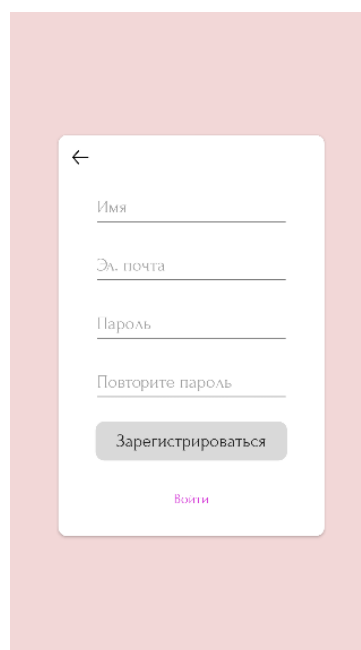 Имя
Эл. почта
Пароль
Повторите пароль
Зарегистрироваться
Войти